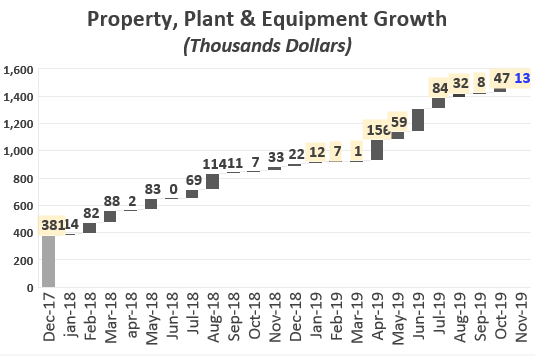 Property, Plant & Equipment Growth
(Thousands Dollars)
1,600
1,400
1,200
1,000
800
600
400
200
0
381 14 82 88 2 83 0 69 114 11 7 33 22 12 7 1 156 59 84 32 8 47 13
Dec-17
jan-18
Feb-18
Mar-18
apr-18
May-18
Jun-18
Jul-18
Aug-18
Sep-18
Oct-18
Nov-18
Dec-18
Jan-19
Feb-19
Mar-19
Apr-19
May-19
Jun-19
Jul-19
Aug-19
Sep-19
Oct-19
Nov-19